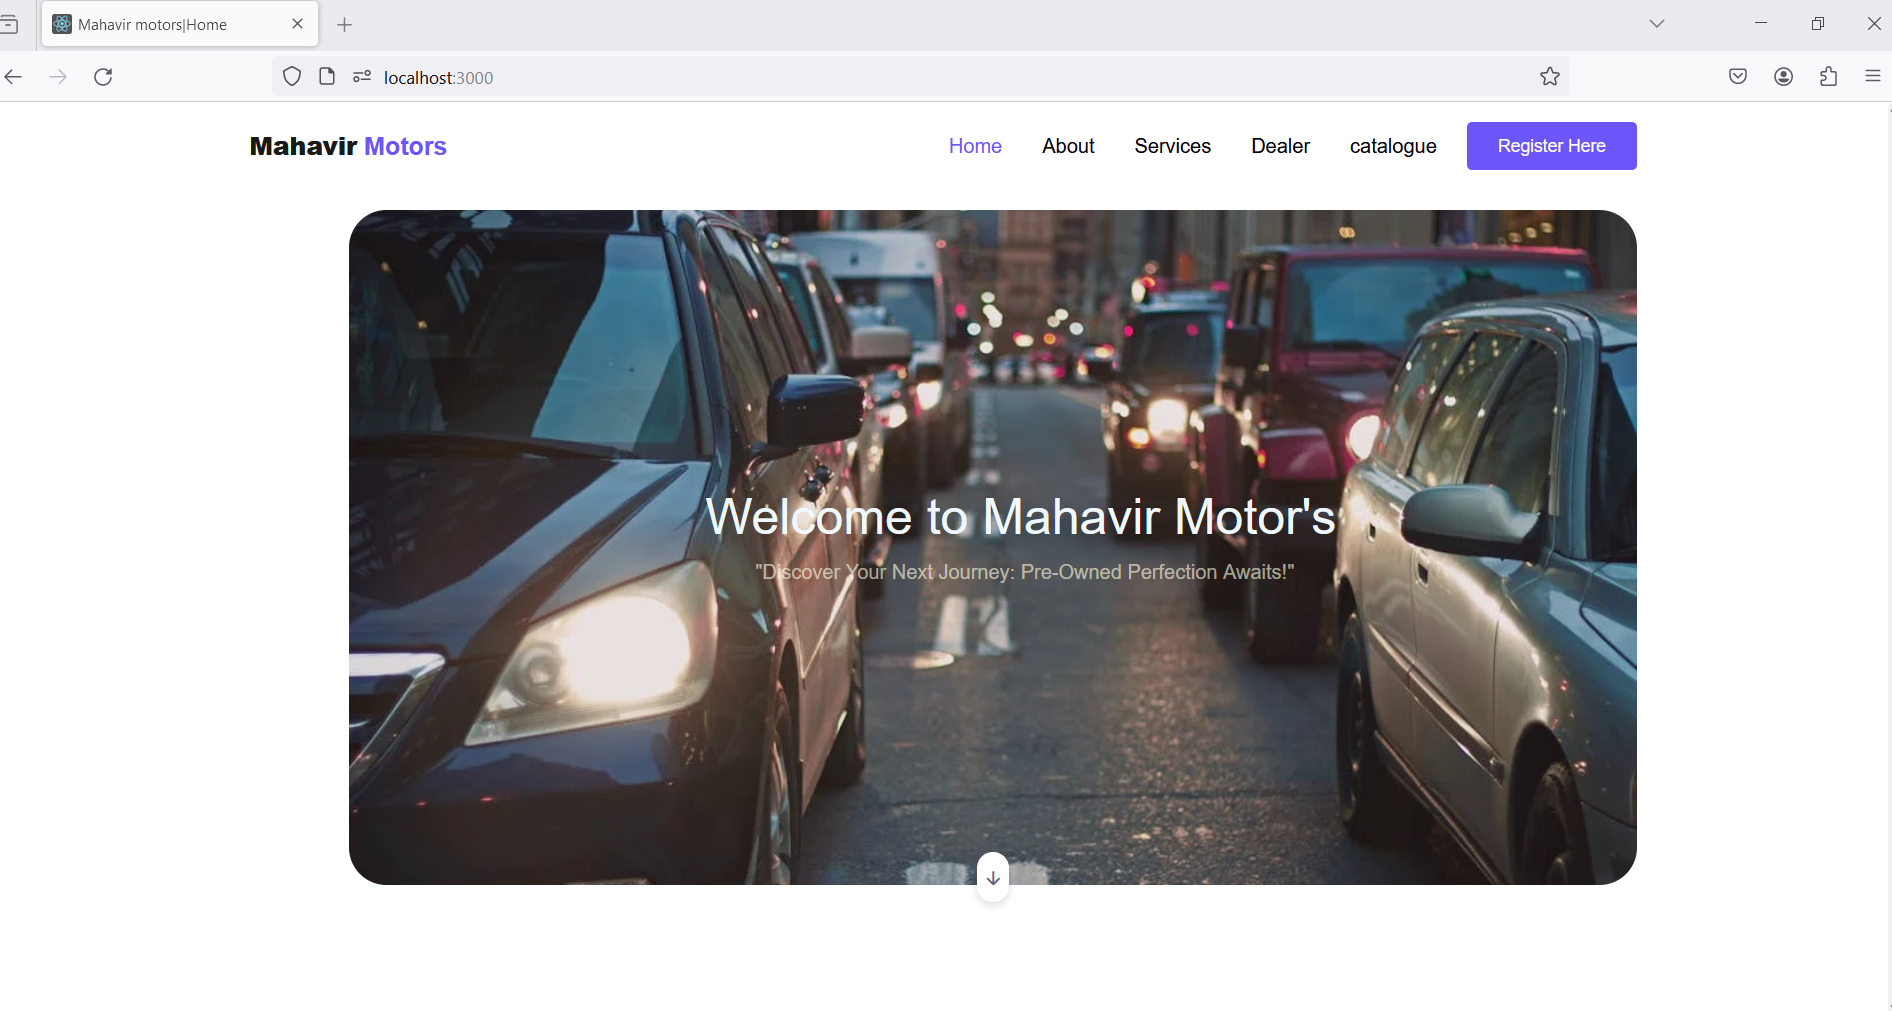 Mahavir motors|Home
localhost:3000
Mahavir Motors
Home About Services Dealer catalogue Register Here
Welcome to Mahavir Motor's
"Discover Your Next Journey: Pre-Owned Perfection Awaits!"